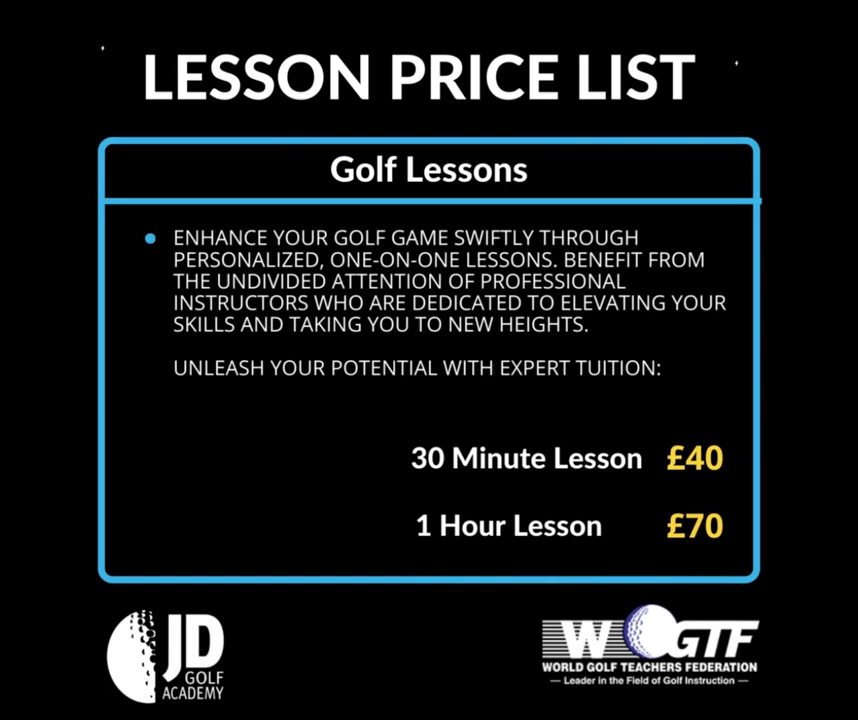 LESSON PRICE LIST
Golf Lessons
ENHANCE YOUR GOLF GAME SWIFTLY THROUGH
PERSONALIZED, ONE-ON-ONE LESSONS. BENEFIT FROM
THE UNDIVIDED ATTENTION OF PROFESSIONAL
INSTRUCTORS WHO ARE DEDICATED TO ELEVATING YOUR
SKILLS AND TAKING YOU TO NEW HEIGHTS.
UNLEASH YOUR POTENTIAL WITH EXPERT TUITION:
30 Minute Lesson £40
1 Hour Lesson £70
JD
GOLF
ACADEMY
WGTF
WORLD GOLF TEACHERS FEDERATION
— Leader in the Field of Golf Instruction —